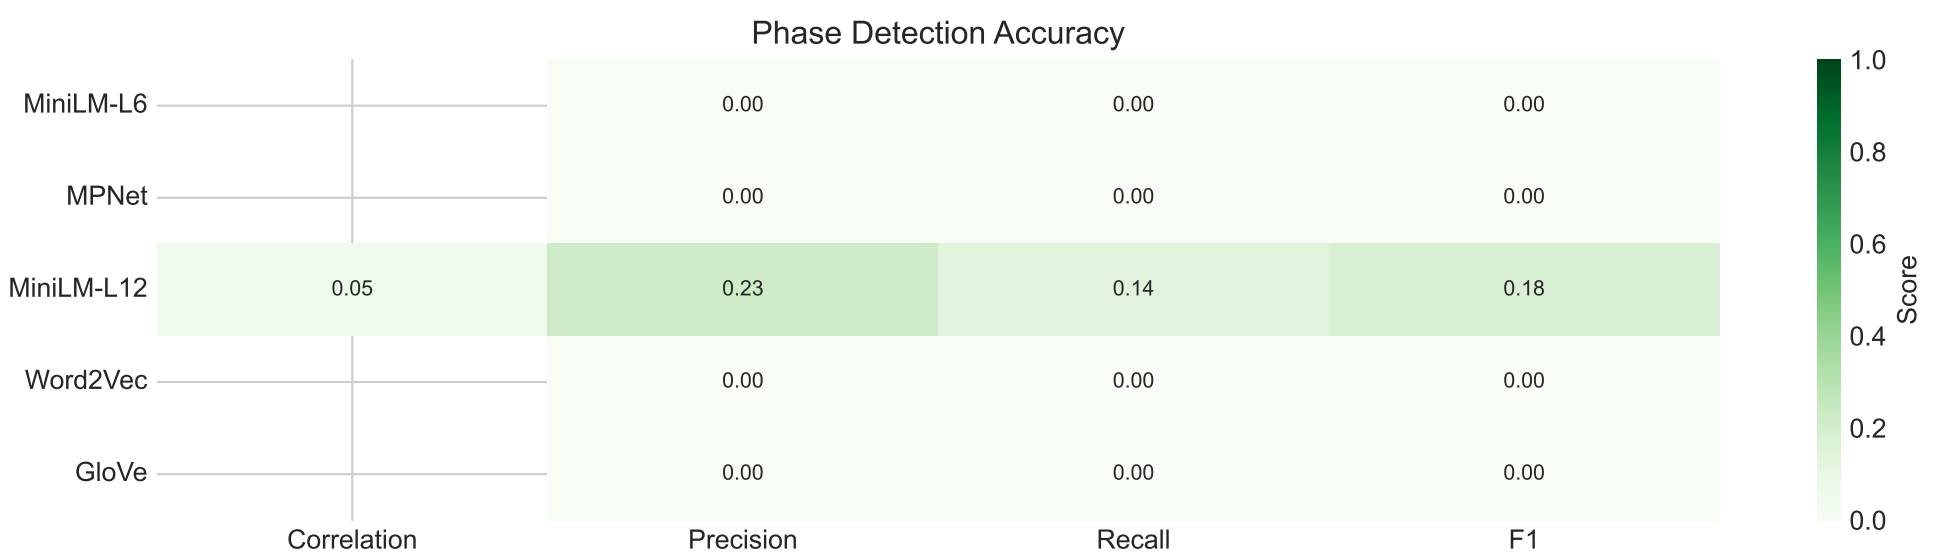 Phase Detection Accuracy
MiniLM-L6 0.00 0.00 0.00
MPNet 0.00 0.00 0.00
MiniLM-L12 0.05 0.23 0.14 0.18
Word2Vec 0.00 0.00 0.00
GloVe 0.00 0.00 0.00
Correlation Precision Recall F1
1.0
0.8
0.6
0.4
0.2
0.0
Score